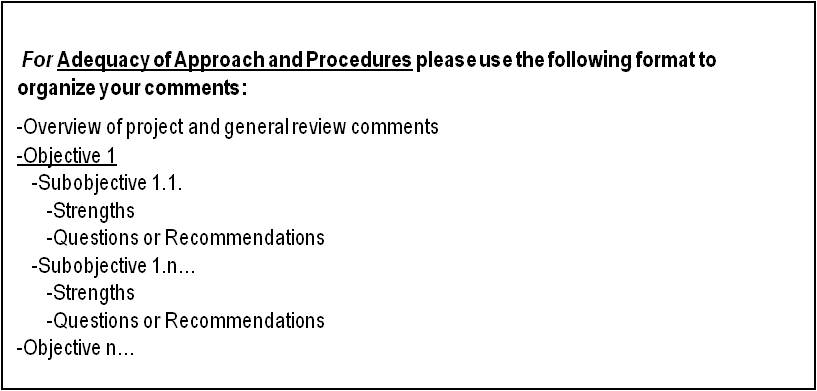 For Adequacy of Approach and Procedures please use the following format to
organize your comments:
-Overview of project and general review comments
-Objective 1
-Subobjective 1.1.
-Strengths
-Questions or Recommendations
-Subobjective 1.n...
-Strengths
-Questions or Recommendations
-Objective n...